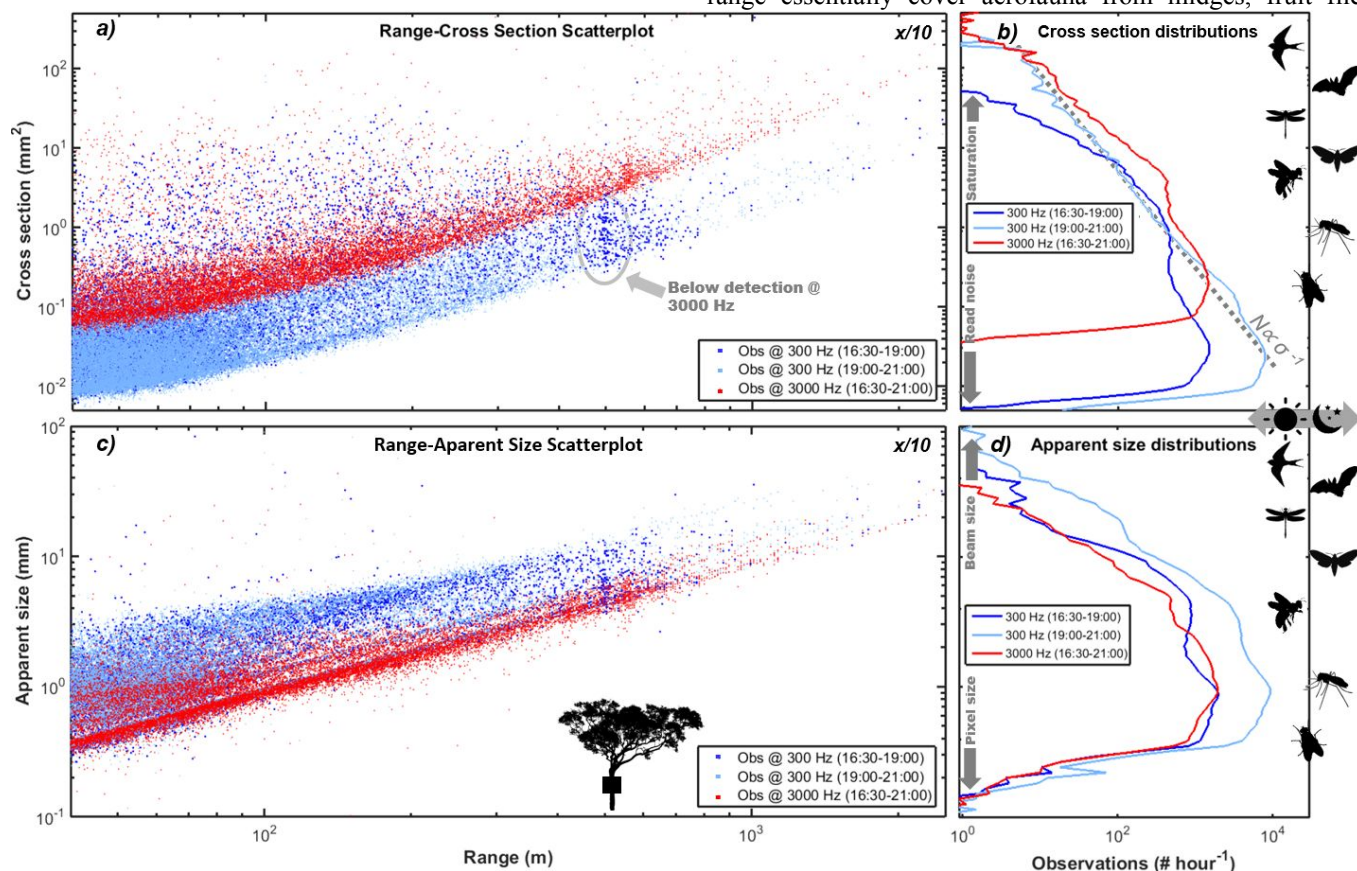 range essentially cover aerofauna from midges, fruit flie
a) Range-Cross Section Scatterplot x/10
Cross section (mm²)
10²
10¹
10⁰
10⁻¹
10⁻²
Below detection @
3000 Hz
Obs @ 300 Hz (16:30-19:00)
Obs @ 300 Hz (19:00-21:00)
Obs @ 3000 Hz (16:30-21:00)
b) Cross section distributions
Saturation
Read noise
300 Hz (16:30-19:00)
300 Hz (19:00-21:00)
3000 Hz (16:30-21:00)
N∝σ⁻¹
c) Range-Aparent Size Scatterplot x/10
Apparent size (mm)
10²
10¹
10⁰
10⁻¹
Obs @ 300 Hz (16:30-19:00)
Obs @ 300 Hz (19:00-21:00)
Obs @ 3000 Hz (16:30-21:00)
10²
10³
Range (m)
d) Apparent size distributions
Beam size
Pixel size
300 Hz (16:30-19:00)
300 Hz (19:00-21:00)
3000 Hz (16:30-21:00)
10⁰
10²
10⁴
Observations (# hour⁻¹)